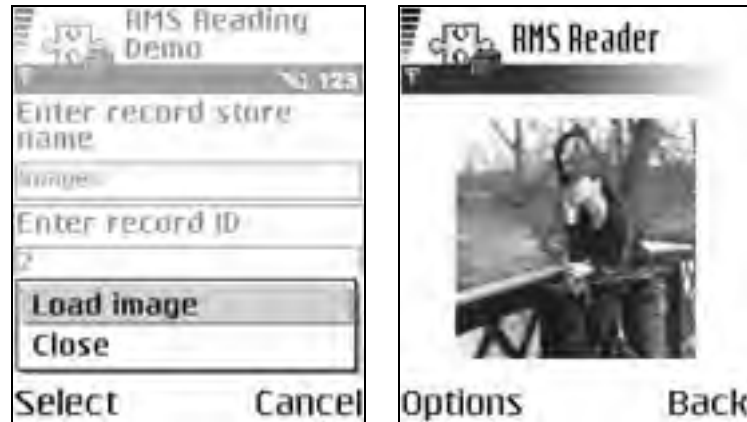 RMS Reading
Demo
123
Enter record store
name
images
Enter record ID
2
Load image
Close
Select Cancel
RMS Reader
Options Back